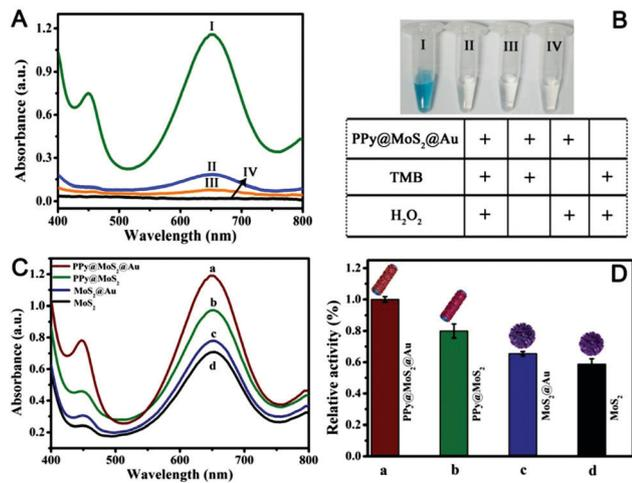 A
Absorbance (a.u.)
1.2
0.9
0.6
0.3
0.0
I
II
III
IV
400 500 600 700 800
Wavelength (nm)
B
I II III IV
PPy@MoS₂@Au + + +
TMB + + +
H₂O₂ + + +
C
Absorbance (a.u.)
1.2
1.0
0.8
0.6
0.4
0.2
PPy@MoS₂@Au
PPy@MoS₂
MoS₂@Au
MoS₂
a
b
c
d
400 500 600 700 800
Wavelength (nm)
D
Relative activity (%)
1.2
1.0
0.8
0.6
0.4
0.2
0.0
PPy@MoS₂@Au
PPy@MoS₂
MoS₂@Au
MoS₂
a b c d